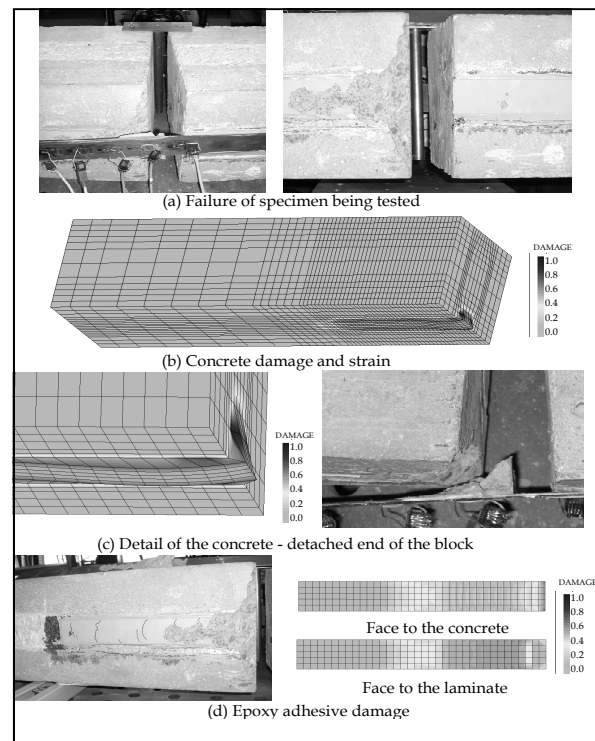 (a) Failure of specimen being tested
DAMAGE
1.0
0.8
0.6
0.4
0.2
0.0
(b) Concrete damage and strain
DAMAGE
1.0
0.8
0.6
0.4
0.2
0.0
(c) Detail of the concrete - detached end of the block
DAMAGE
1.0
0.8
0.6
0.4
0.2
0.0
Face to the concrete
Face to the laminate
(d) Epoxy adhesive damage